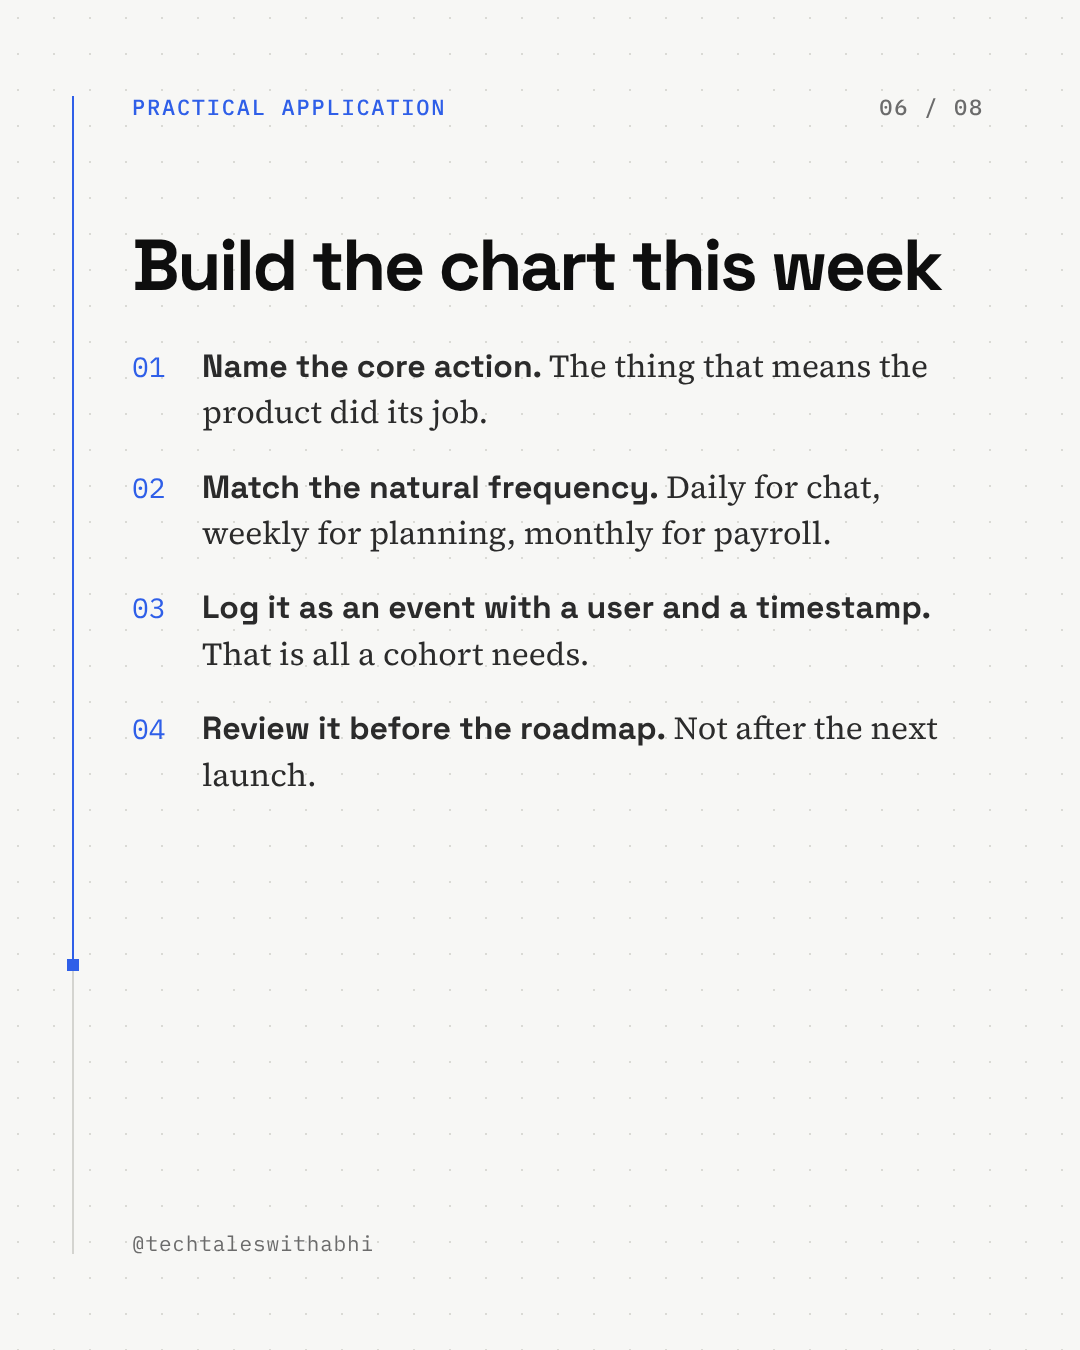 PRACTICAL APPLICATION
06 / 08
Build the chart this week
01 Name the core action. The thing that means the
product did its job.
02 Match the natural frequency. Daily for chat,
weekly for planning, monthly for payroll.
03 Log it as an event with a user and a timestamp.
That is all a cohort needs.
04 Review it before the roadmap. Not after the next
launch.
@techtaleswithabhi